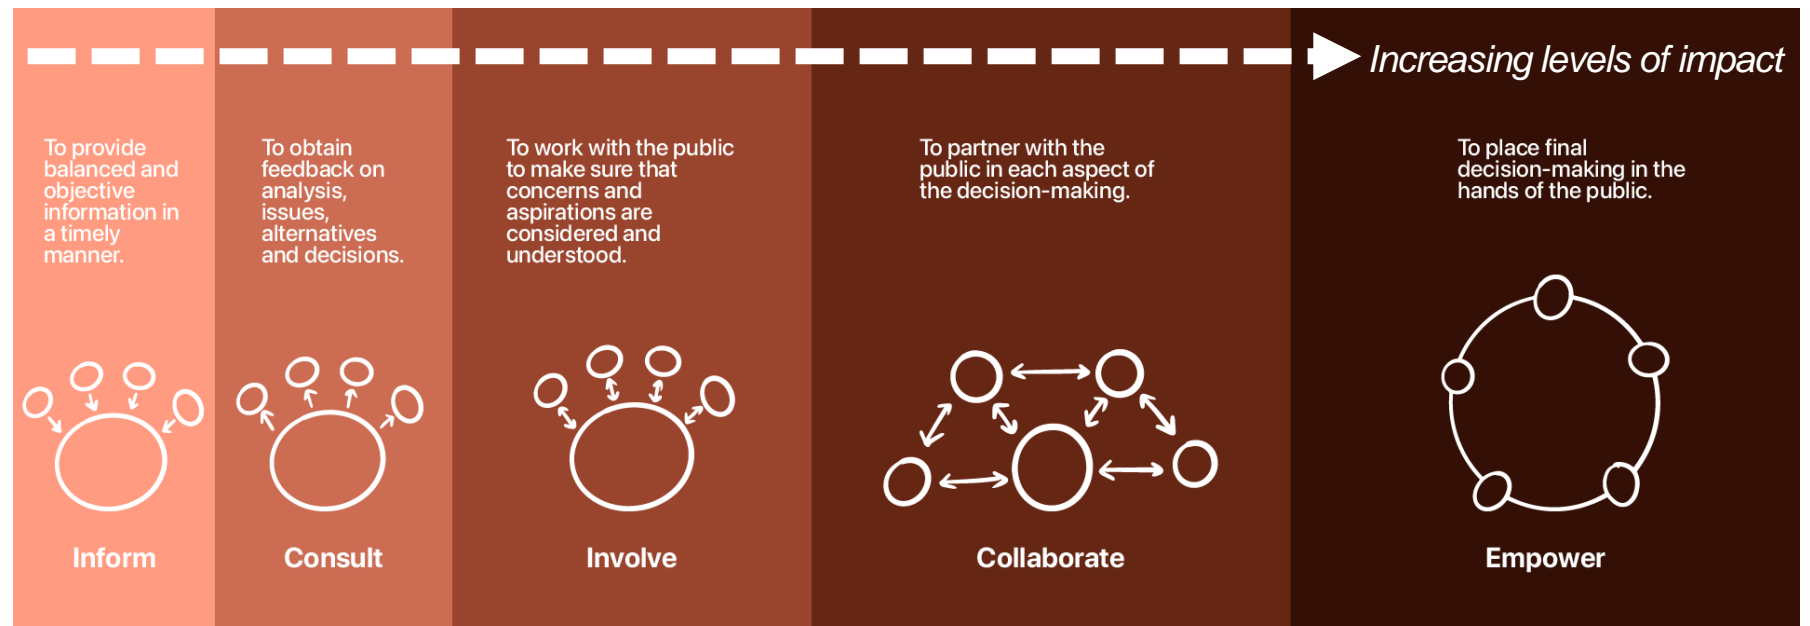 Increasing levels of impact
To provide
balanced and
objective
information in
a timely
manner.
Inform
To obtain
feedback on
analysis,
issues,
alternatives
and decisions.
Consult
To work with the public
to make sure that
concerns and
aspirations are
considered and
understood.
Involve
To partner with the
public in each aspect of
the decision-making.
Collaborate
To place final
decision-making in the
hands of the public.
Empower